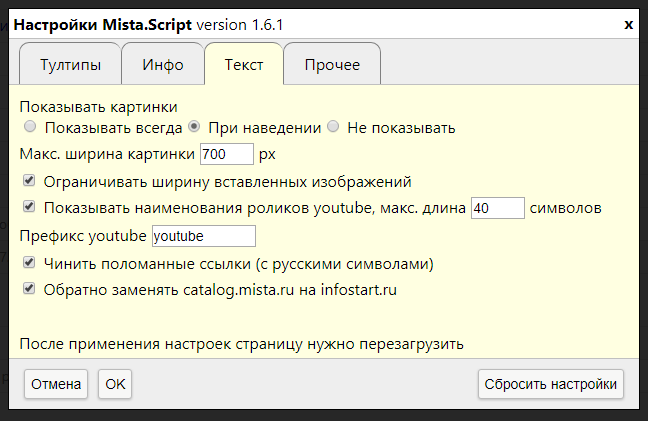 Настройки Mista.Script version 1.6.1 x
Тултипы Инфо Текст Прочее
Показывать картинки
Показывать всегда При наведении Не показывать
Макс. ширина картинки 700 px
Ограничивать ширину вставленных изображений
Показывать наименования роликов youtube, макс. длина 40 символов
Префикс youtube youtube
Чинить поломанные ссылки (с русскими символами)
Обратно заменять catalog.mista.ru на infostart.ru
После применения настроек страницу нужно перезагрузить
Отмена OK Сбросить настройки